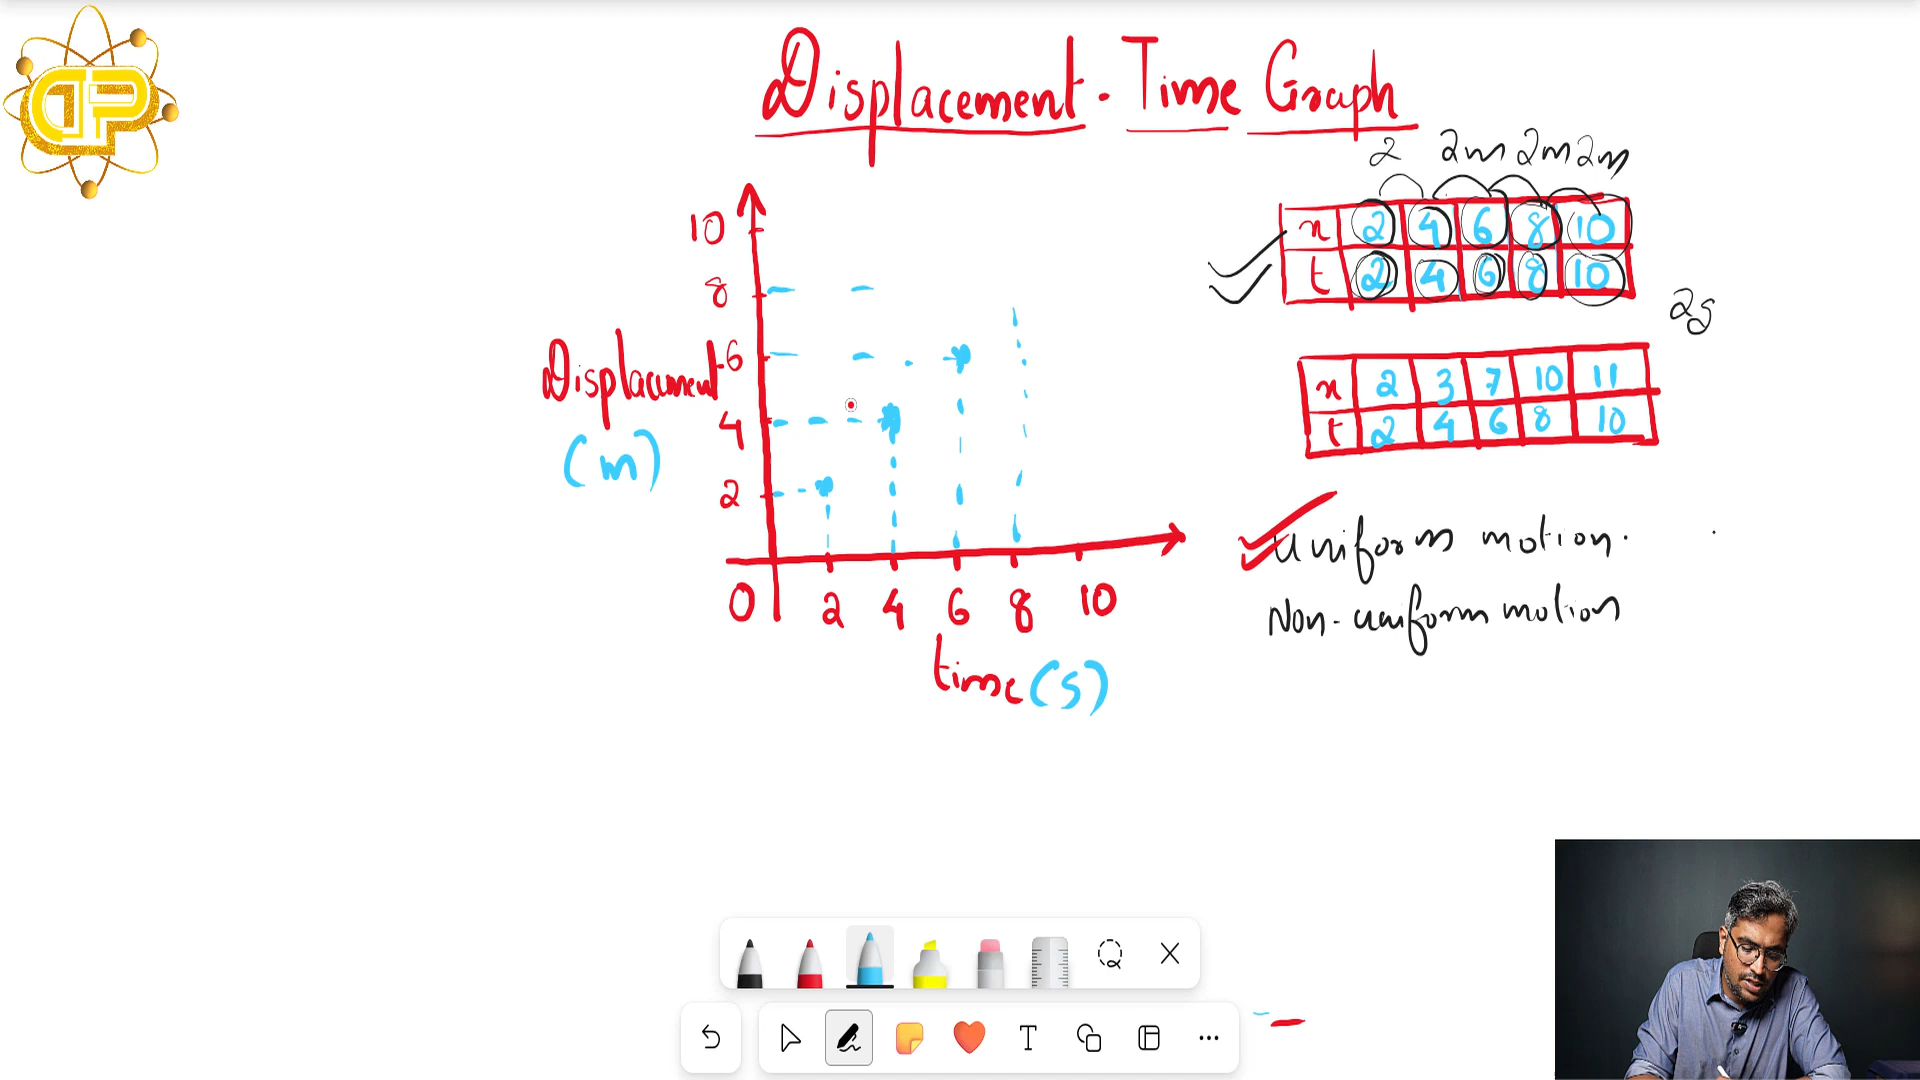 DP
Displacement - Time Graph
2 2m 2m 2m
x 2 4 6 8 10
t 2 4 6 8 10
2s
x 2 3 7 10 11
t 2 4 6 8 10
Uniform motion.
Non-uniform motion
10
8
6
4
2
Displacement
(m)
0 2 4 6 8 10
time (s)
T